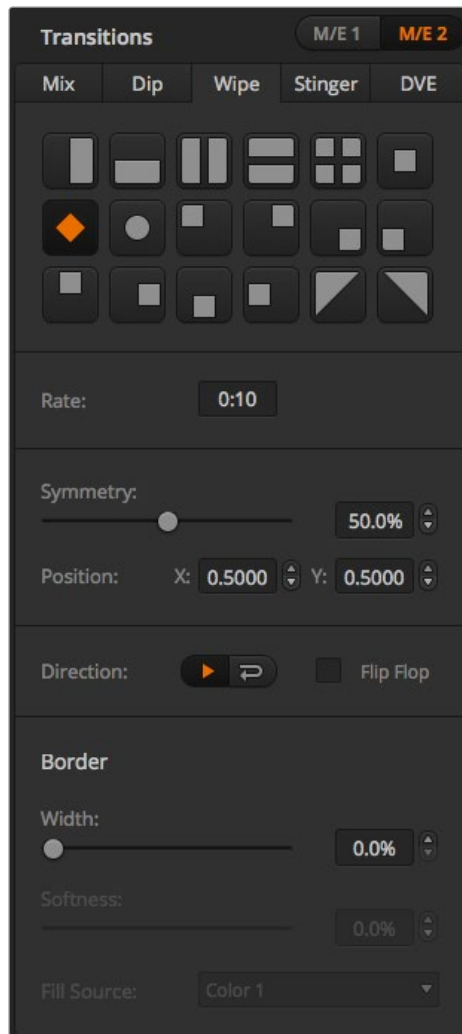 Transitions M/E 1 M/E 2
Mix Dip Wipe Stinger DVE
Rate: 0:10
Symmetry:
50.0%
Position: X: 0.5000 Y: 0.5000
Direction: Flip Flop
Border
Width:
0.0%
Softness:
0.0%
Fill Source: Color 1